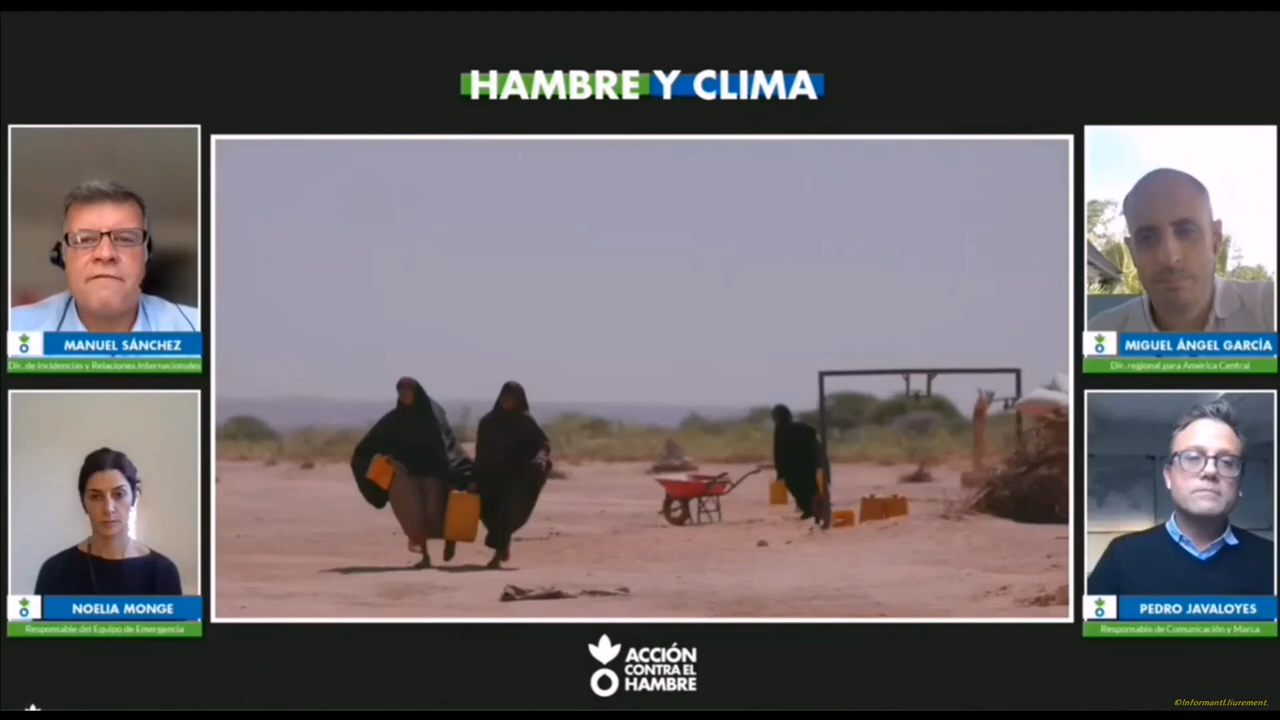 HAMBRE Y CLIMA
MANUEL SÁNCHEZ
Dir. de Incidencias y Relaciones Internacionales
MIGUEL ÁNGEL GARCÍA
Dir. regional para América Central
NOELIA MONGE
Responsable del Equipo de Emergencia
PEDRO JAVALOYES
Responsable de Comunicación y Marca
ACCIÓN
CONTRA EL
HAMBRE
©InformantLliurement.